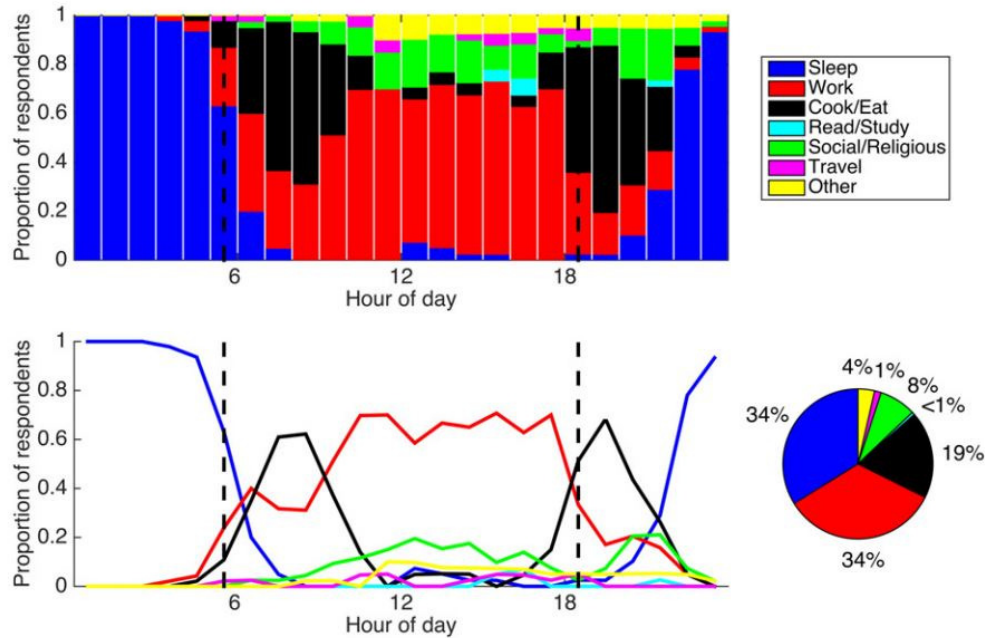 Proportion of respondents
1
0.8
0.6
0.4
0.2
0
6
12
18
Hour of day
Sleep
Work
Cook/Eat
Read/Study
Social/Religious
Travel
Other
Proportion of respondents
1
0.8
0.6
0.4
0.2
0
6
12
18
Hour of day
4%
1%
8%
<1%
19%
34%
34%